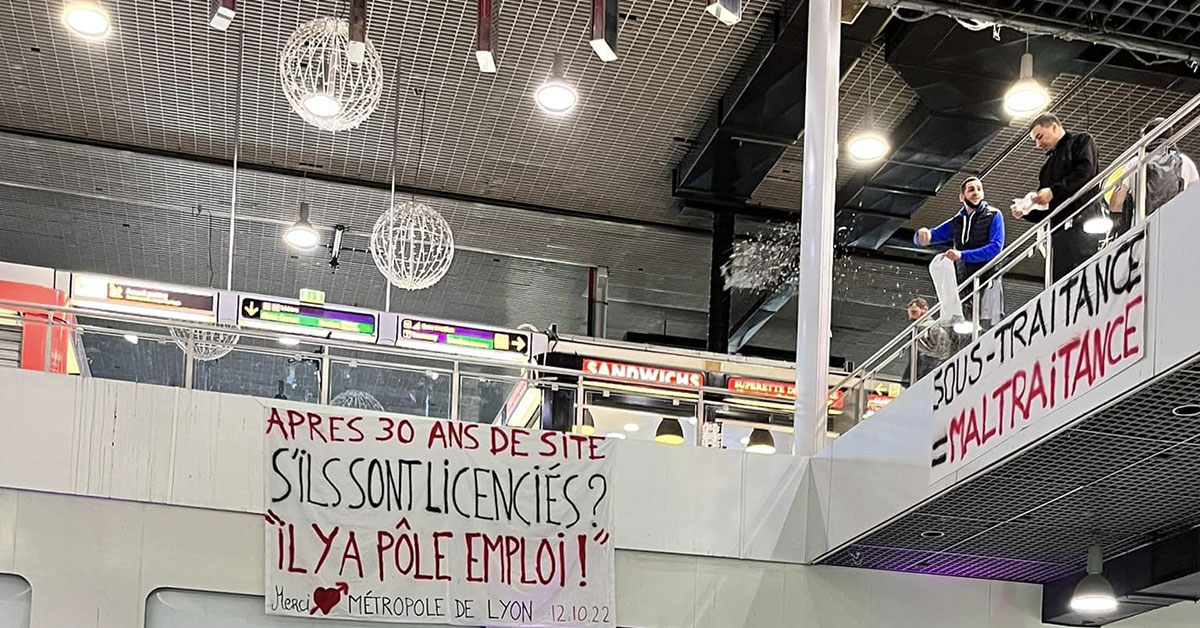 SANDWICHS
SOUS-TRAITANCE
=MALTRAITANCE
APRES 30 ANS DE SITE
S'ILS SONT LICENCIÉS?
"IL Y A PÔLE EMPLOI!"
Merci MÉTROPOLE DE LYON 12.10.22